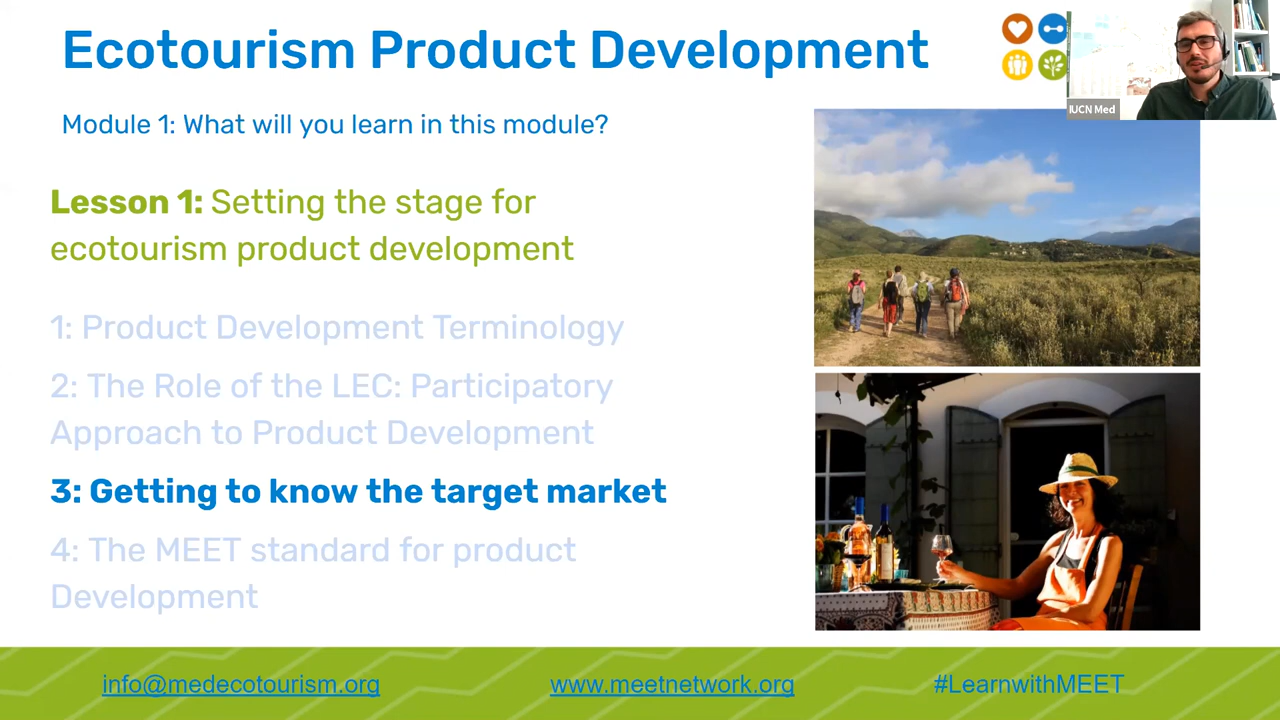 Ecotourism Product Development
IUCN Med
Module 1: What will you learn in this module?
Lesson 1: Setting the stage for
ecotourism product development
1: Product Development Terminology
2: The Role of the LEC: Participatory
Approach to Product Development
3: Getting to know the target market
4: The MEET standard for product
Development
info@medecotourism.org
www.meetnetwork.org
#LearnwithMEET